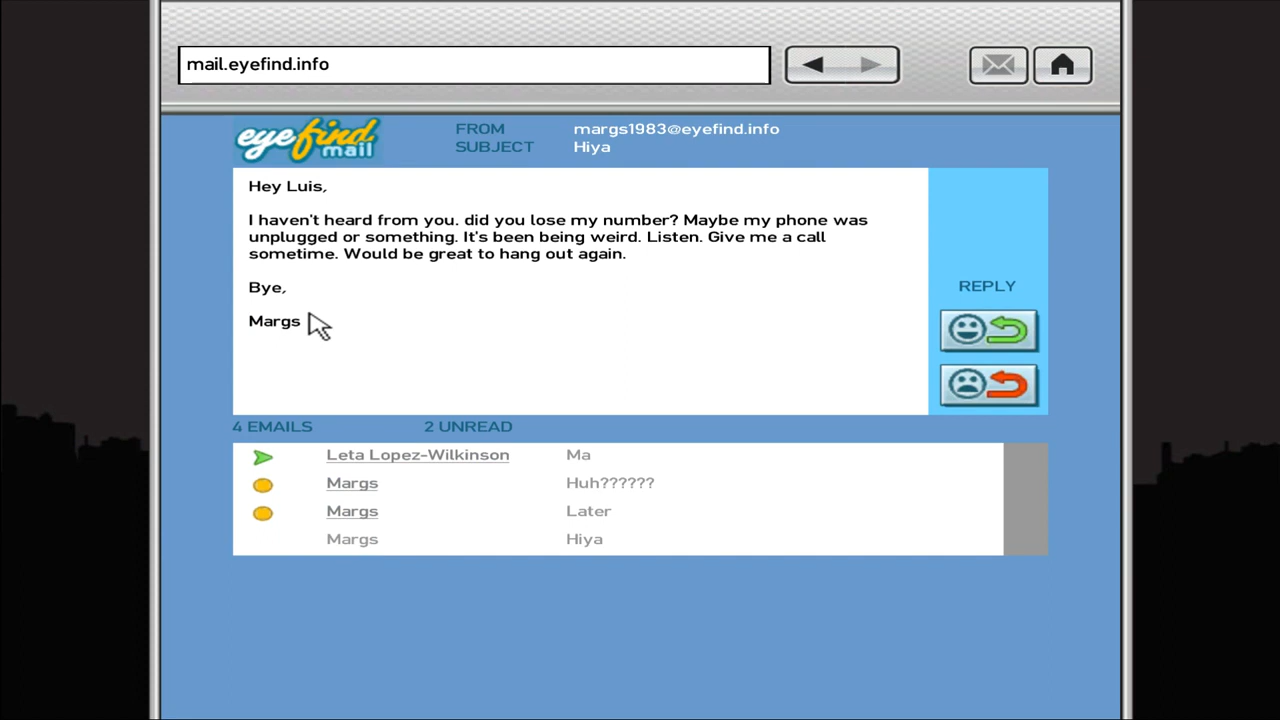 mail.eyefind.info
eyefind mail
FROM margs1983@eyefind.info
SUBJECT Hiya
Hey Luis,
I haven't heard from you. did you lose my number? Maybe my phone was
unplugged or something. It's been being weird. Listen. Give me a call
sometime. Would be great to hang out again.
Bye,
Margs
REPLY
4 EMAILS 2 UNREAD
Leta Lopez-Wilkinson Ma
Margs Huh??????
Margs Later
Margs Hiya